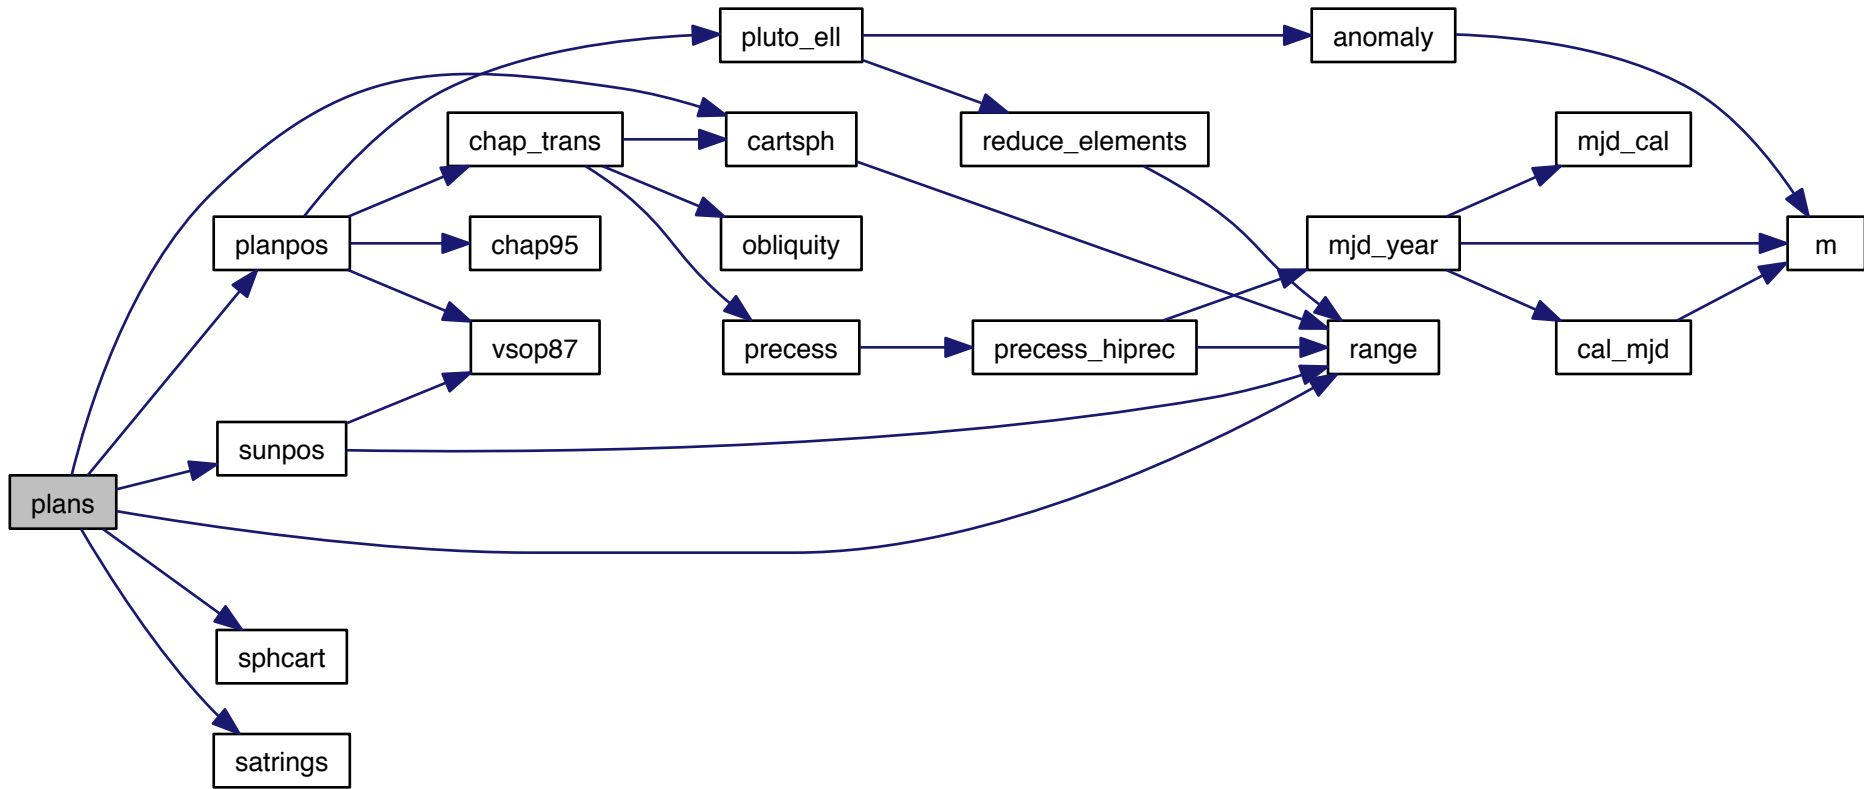 pluto_ell
anomaly
chap_trans
cartsph
reduce_elements
mjd_cal
planpos
chap95
obliquity
mjd_year
m
vsop87
precess
precess_hiprec
range
cal_mjd
sunpos
plans
sphcart
satrings